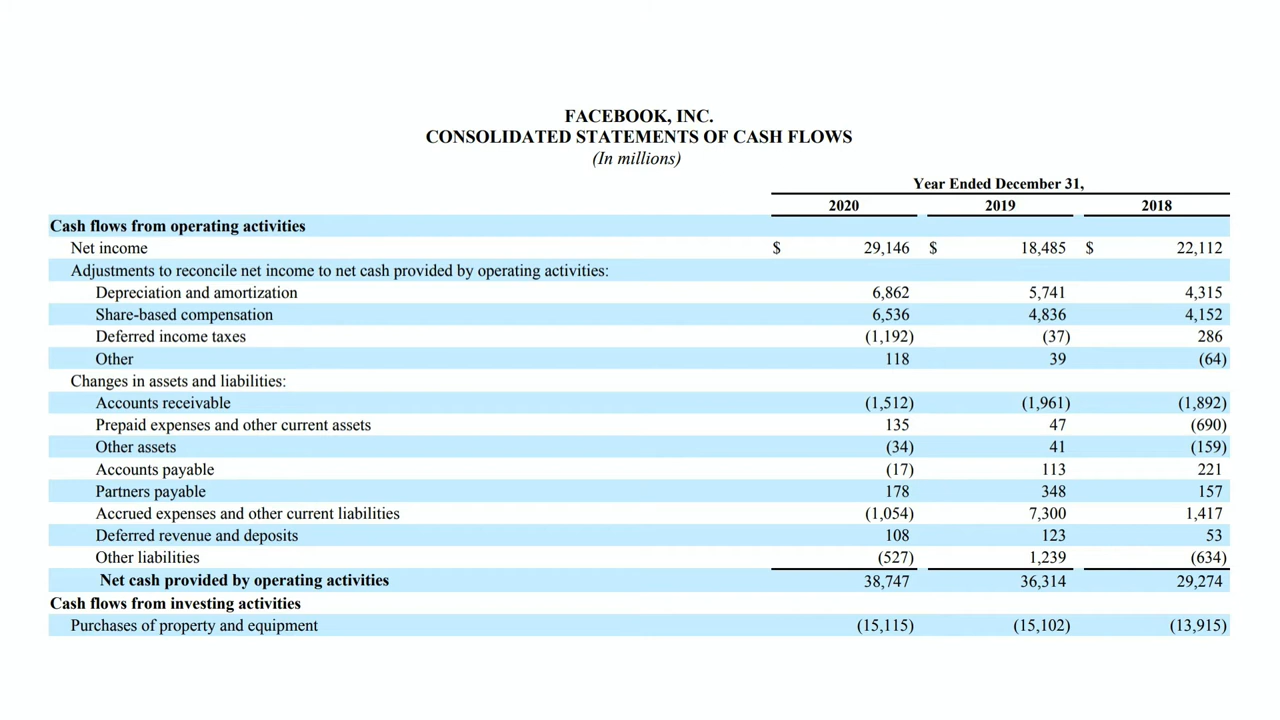 FACEBOOK, INC.
CONSOLIDATED STATEMENTS OF CASH FLOWS
(In millions)
Year Ended December 31,
2020 2019 2018
Cash flows from operating activities
Net income $ 29,146 $ 18,485 $ 22,112
Adjustments to reconcile net income to net cash provided by operating activities:
Depreciation and amortization 6,862 5,741 4,315
Share-based compensation 6,536 4,836 4,152
Deferred income taxes (1,192) (37) 286
Other 118 39 (64)
Changes in assets and liabilities:
Accounts receivable (1,512) (1,961) (1,892)
Prepaid expenses and other current assets 135 47 (690)
Other assets (34) 41 (159)
Accounts payable (17) 113 221
Partners payable 178 348 157
Accrued expenses and other current liabilities (1,054) 7,300 1,417
Deferred revenue and deposits 108 123 53
Other liabilities (527) 1,239 (634)
Net cash provided by operating activities 38,747 36,314 29,274
Cash flows from investing activities
Purchases of property and equipment (15,115) (15,102) (13,915)